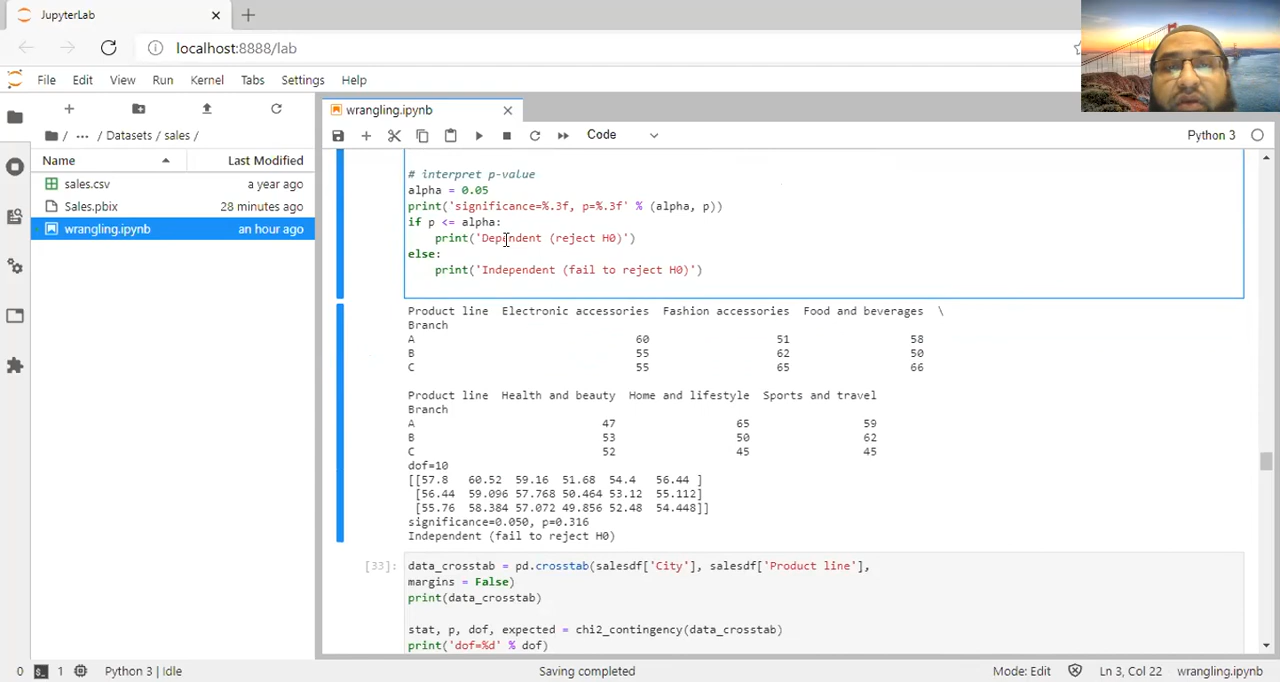 JupyterLab
localhost:8888/lab
File Edit View Run Kernel Tabs Settings Help
/ ... / Datasets / sales /
Name Last Modified
sales.csv a year ago
Sales.pbix 28 minutes ago
wrangling.ipynb an hour ago
wrangling.ipynb
Code Python 3
# interpret p-value
alpha = 0.05
print('significance=%.3f, p=%.3f' % (alpha, p))
if p <= alpha:
    print('Dependent (reject H0)')
else:
    print('Independent (fail to reject H0)')
Product line  Electronic accessories  Fashion accessories  Food and beverages  \
Branch
A 60 51 58
B 55 62 50
C 55 65 66
Product line  Health and beauty  Home and lifestyle  Sports and travel
Branch
A 47 65 59
B 53 50 62
C 52 45 45
dof=10
[[57.8   60.52  59.16  51.68  54.4   56.44 ]
 [56.44  59.096 57.768 50.464 53.12  55.112]
 [55.76  58.384 57.072 49.856 52.48  54.448]]
significance=0.050, p=0.316
Independent (fail to reject H0)
[33]: data_crosstab = pd.crosstab(salesdf['City'], salesdf['Product line'],
margins = False)
print(data_crosstab)
stat, p, dof, expected = chi2_contingency(data_crosstab)
print('dof=%d' % dof)
0 1 Python 3 | Idle Saving completed Mode: Edit Ln 3, Col 22 wrangling.ipynb